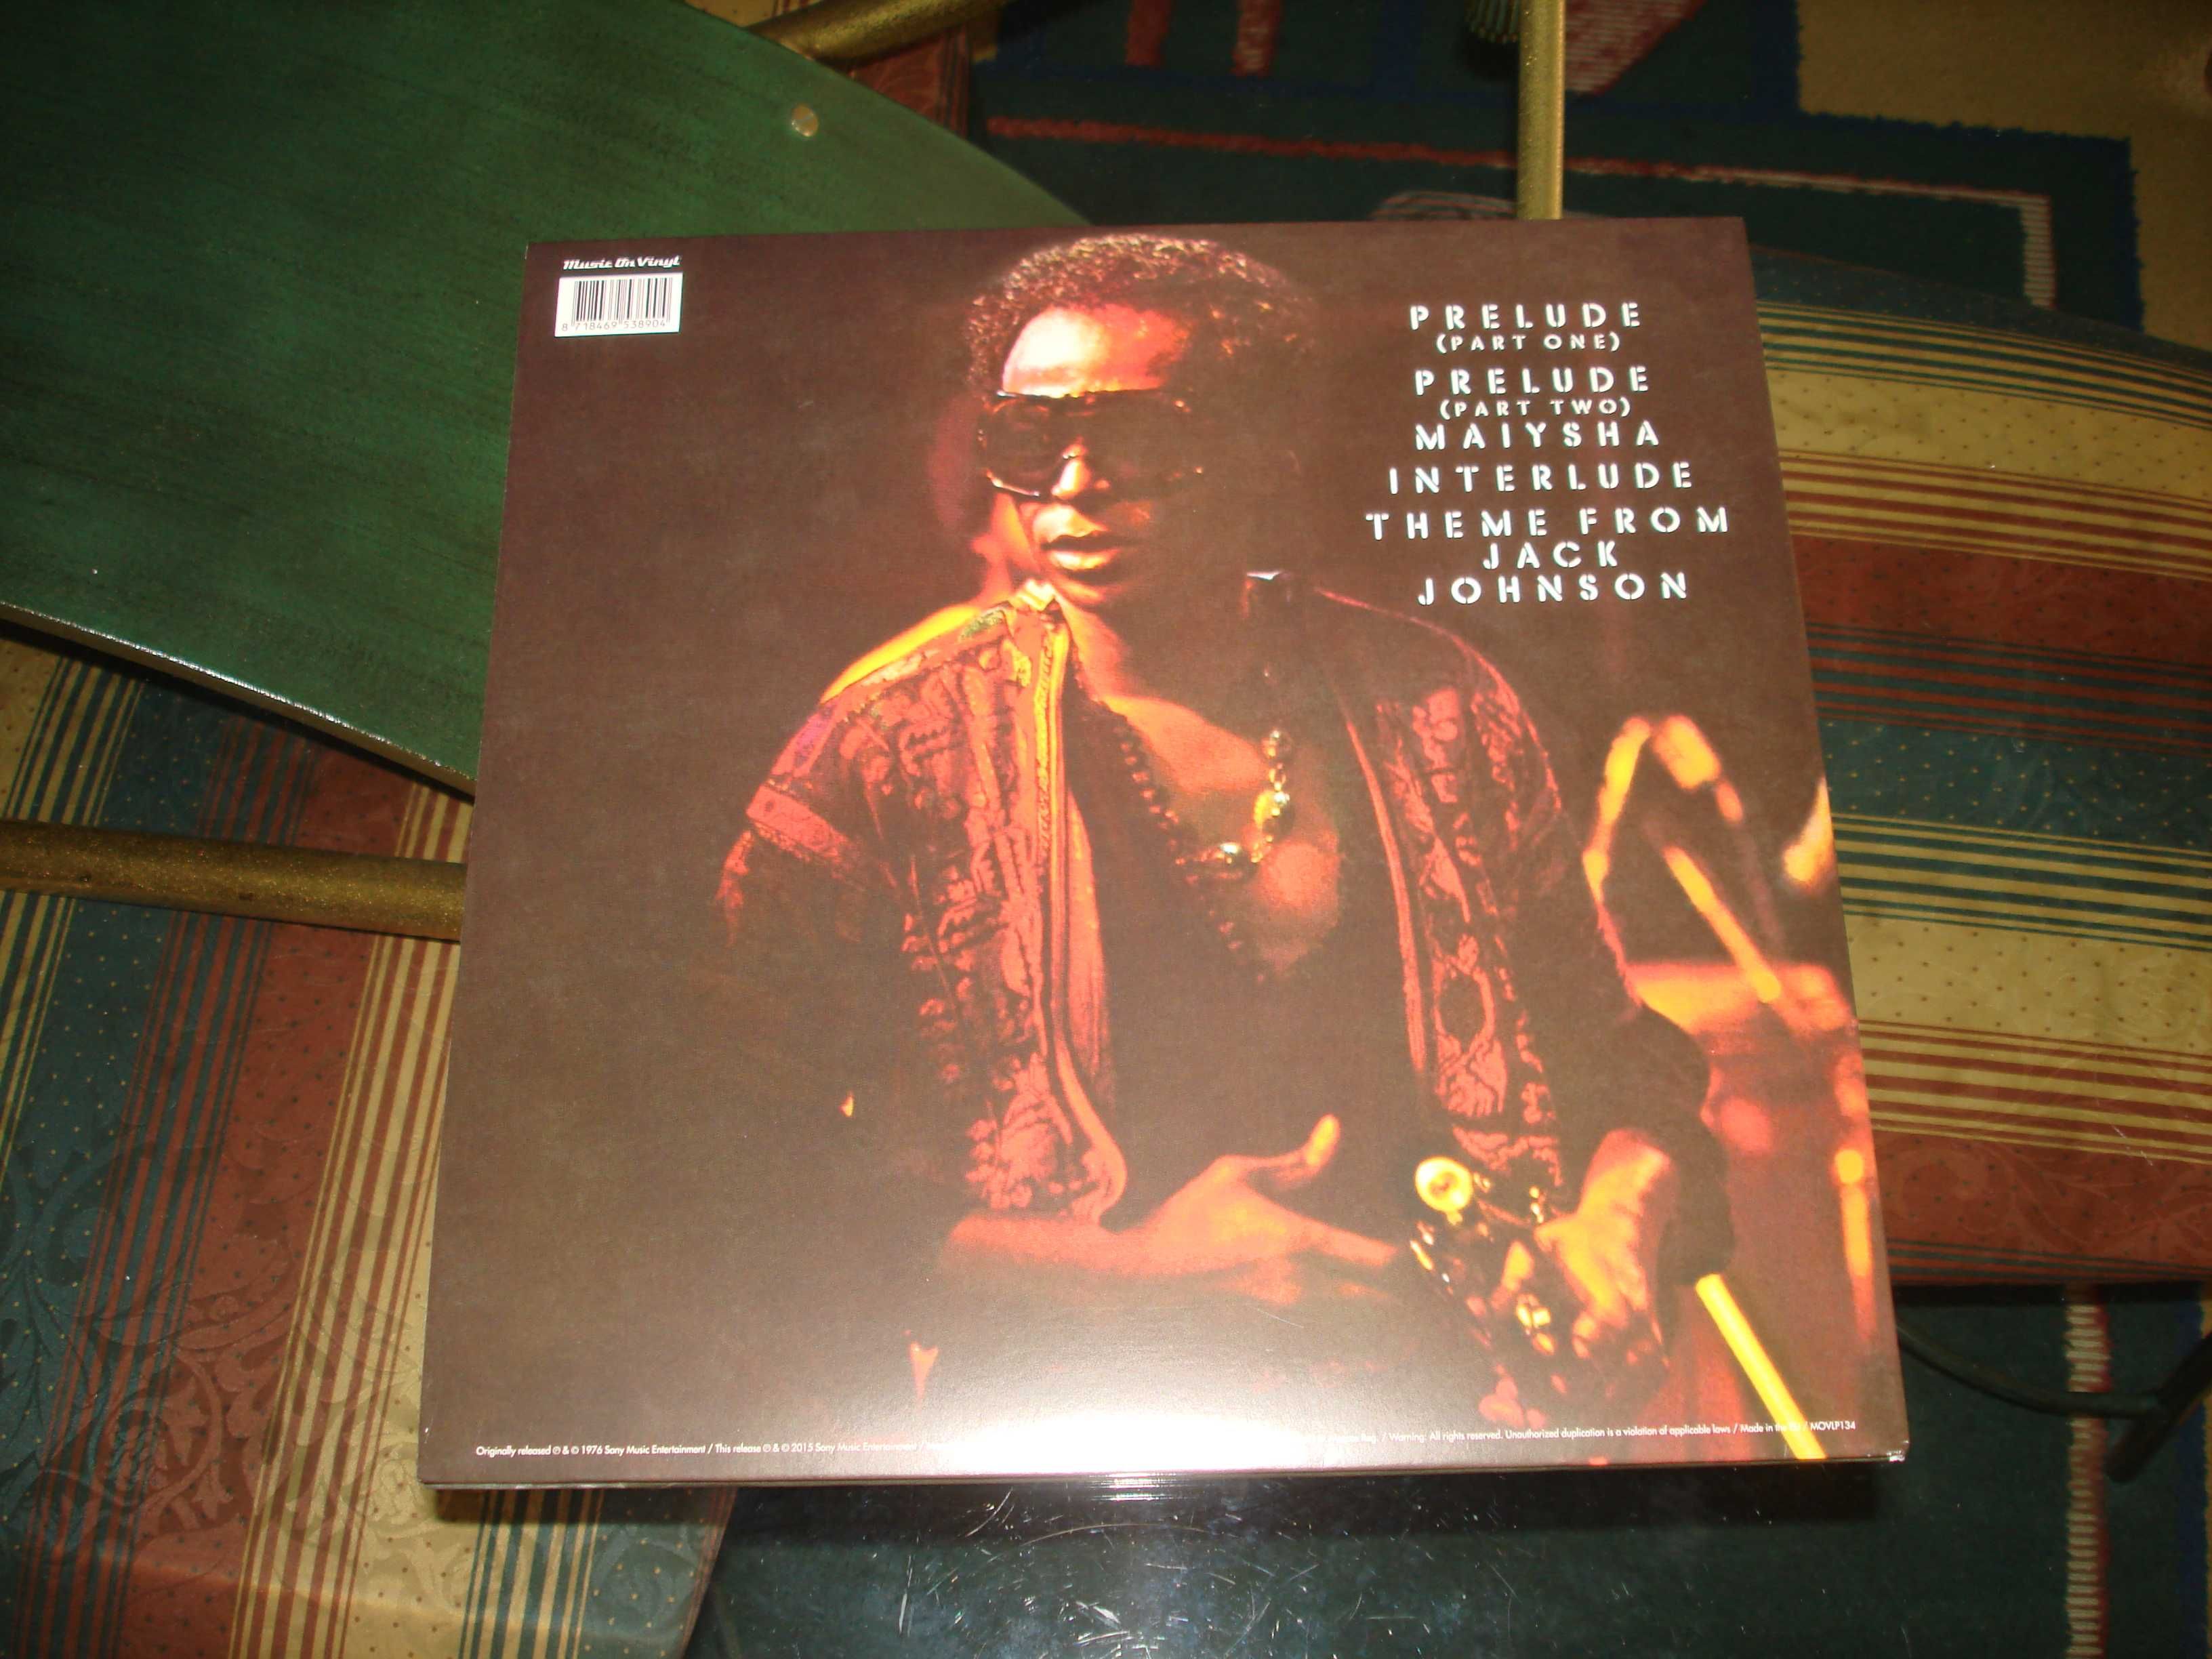 Music On Vinyl
8 718469 538904
PRELUDE
(PART ONE)
PRELUDE
(PART TWO)
MAIYSHA
INTERLUDE
THEME FROM
JACK
JOHNSON
Originally released ℗ & © 1976 Sony Music Entertainment / This release ℗ & © 2015 Sony Music Entertainment / Reg. / Warning: All rights reserved. Unauthorized duplication is a violation of applicable laws / Made in the EU / MOVLP134